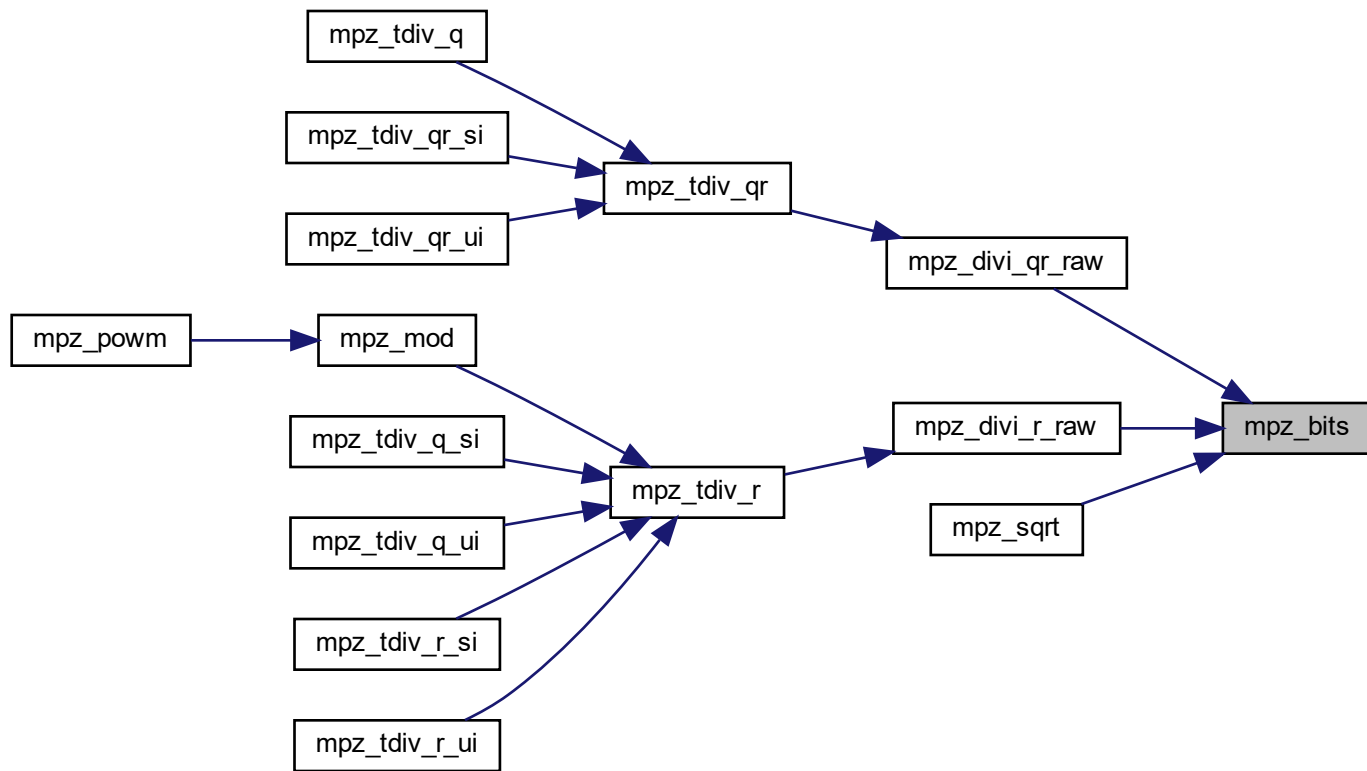 mpz_tdiv_q
mpz_tdiv_qr_si
mpz_tdiv_qr
mpz_tdiv_qr_ui
mpz_divi_qr_raw
mpz_powm
mpz_mod
mpz_tdiv_q_si
mpz_divi_r_raw
mpz_bits
mpz_tdiv_r
mpz_tdiv_q_ui
mpz_sqrt
mpz_tdiv_r_si
mpz_tdiv_r_ui